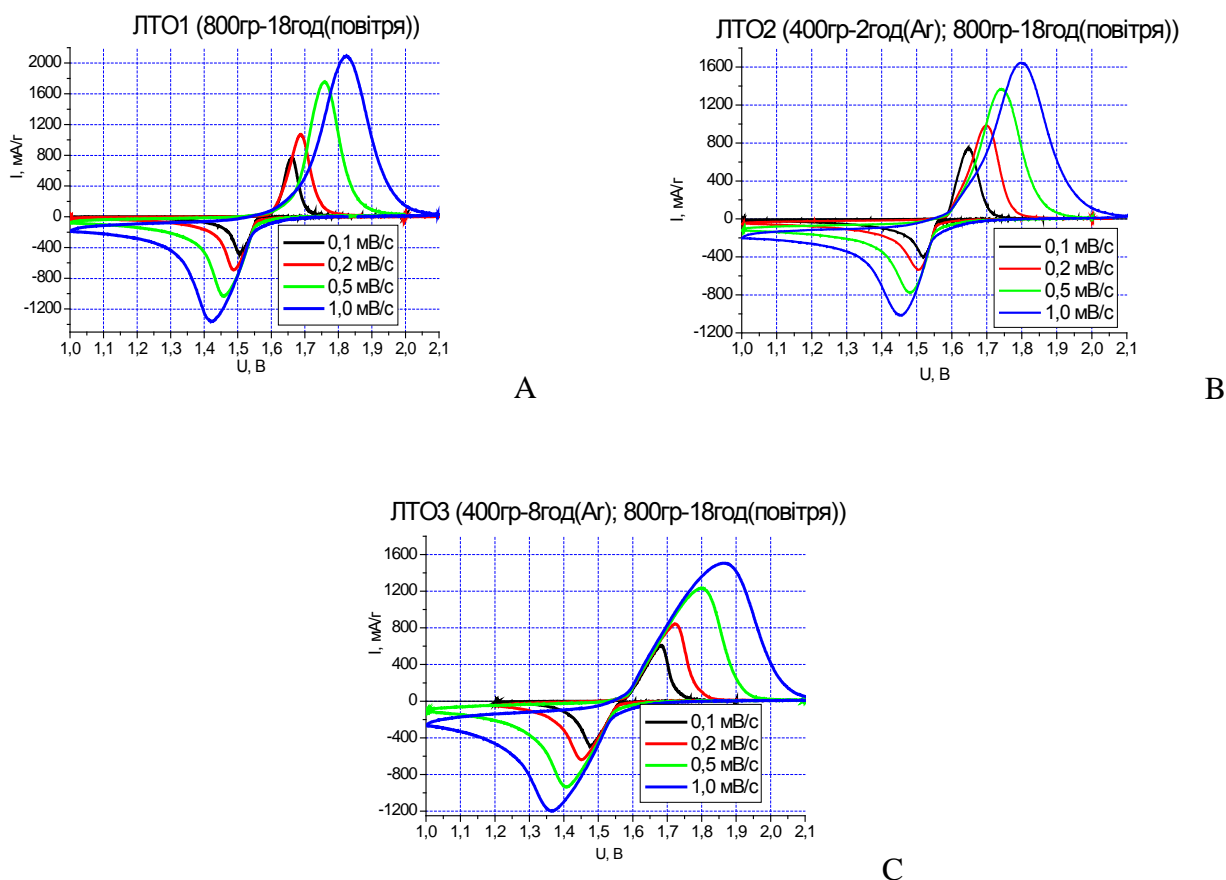 ЛТО1 (800гр-18год(повітря))
2000
1600
1200
800
400
0
-400
-800
-1200
I, мА/г
0,1 мВ/с
0,2 мВ/с
0,5 мВ/с
1,0 мВ/с
1,0 1,1 1,2 1,3 1,4 1,5 1,6 1,7 1,8 1,9 2,0 2,1
U, В
A
ЛТО2 (400гр-2год(Ar); 800гр-18год(повітря))
1600
1200
800
400
0
-400
-800
-1200
I, мА/г
0,1 мВ/с
0,2 мВ/с
0,5 мВ/с
1,0 мВ/с
1,0 1,1 1,2 1,3 1,4 1,5 1,6 1,7 1,8 1,9 2,0 2,1
U, В
B
ЛТО3 (400гр-8год(Ar); 800гр-18год(повітря))
1600
1200
800
400
0
-400
-800
-1200
I, мА/г
0,1 мВ/с
0,2 мВ/с
0,5 мВ/с
1,0 мВ/с
1,0 1,1 1,2 1,3 1,4 1,5 1,6 1,7 1,8 1,9 2,0 2,1
U, В
C